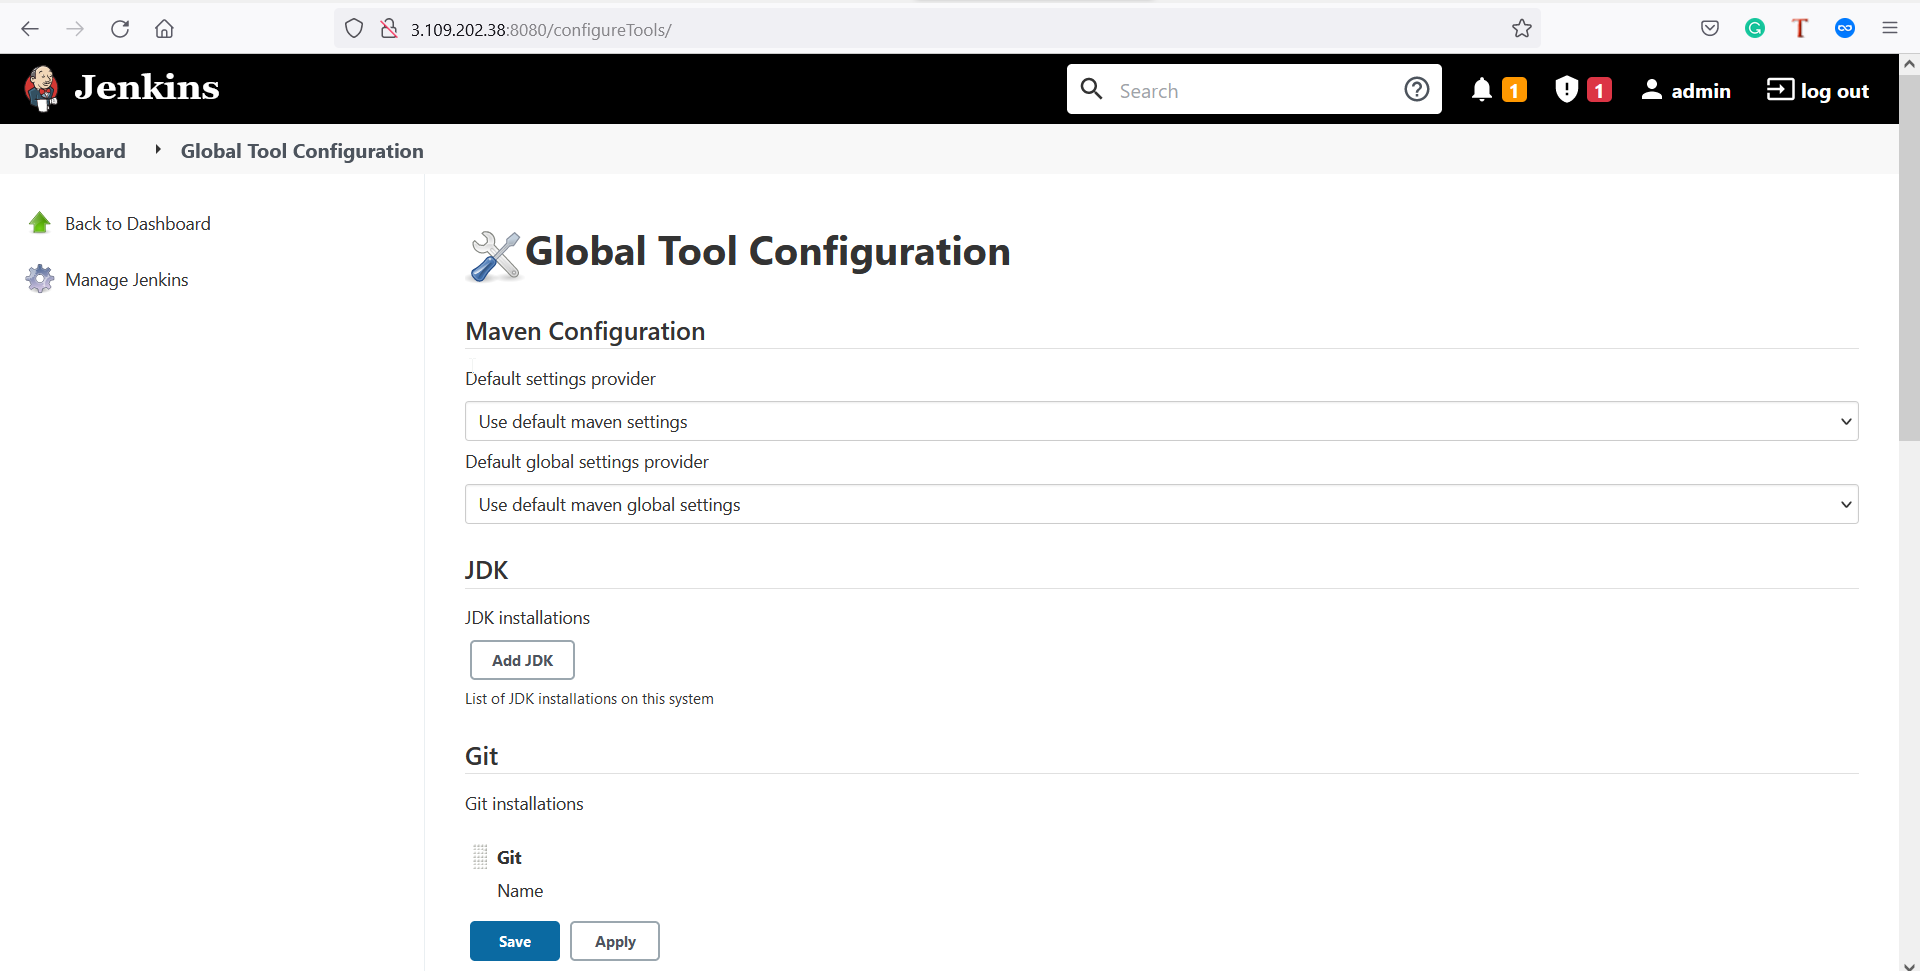 3.109.202.38:8080/configureTools/
Jenkins
Search
1
1
admin
log out
Dashboard
Global Tool Configuration
Back to Dashboard
Manage Jenkins
Global Tool Configuration
Maven Configuration
Default settings provider
Use default maven settings
Default global settings provider
Use default maven global settings
JDK
JDK installations
Add JDK
List of JDK installations on this system
Git
Git installations
Git
Name
Save
Apply